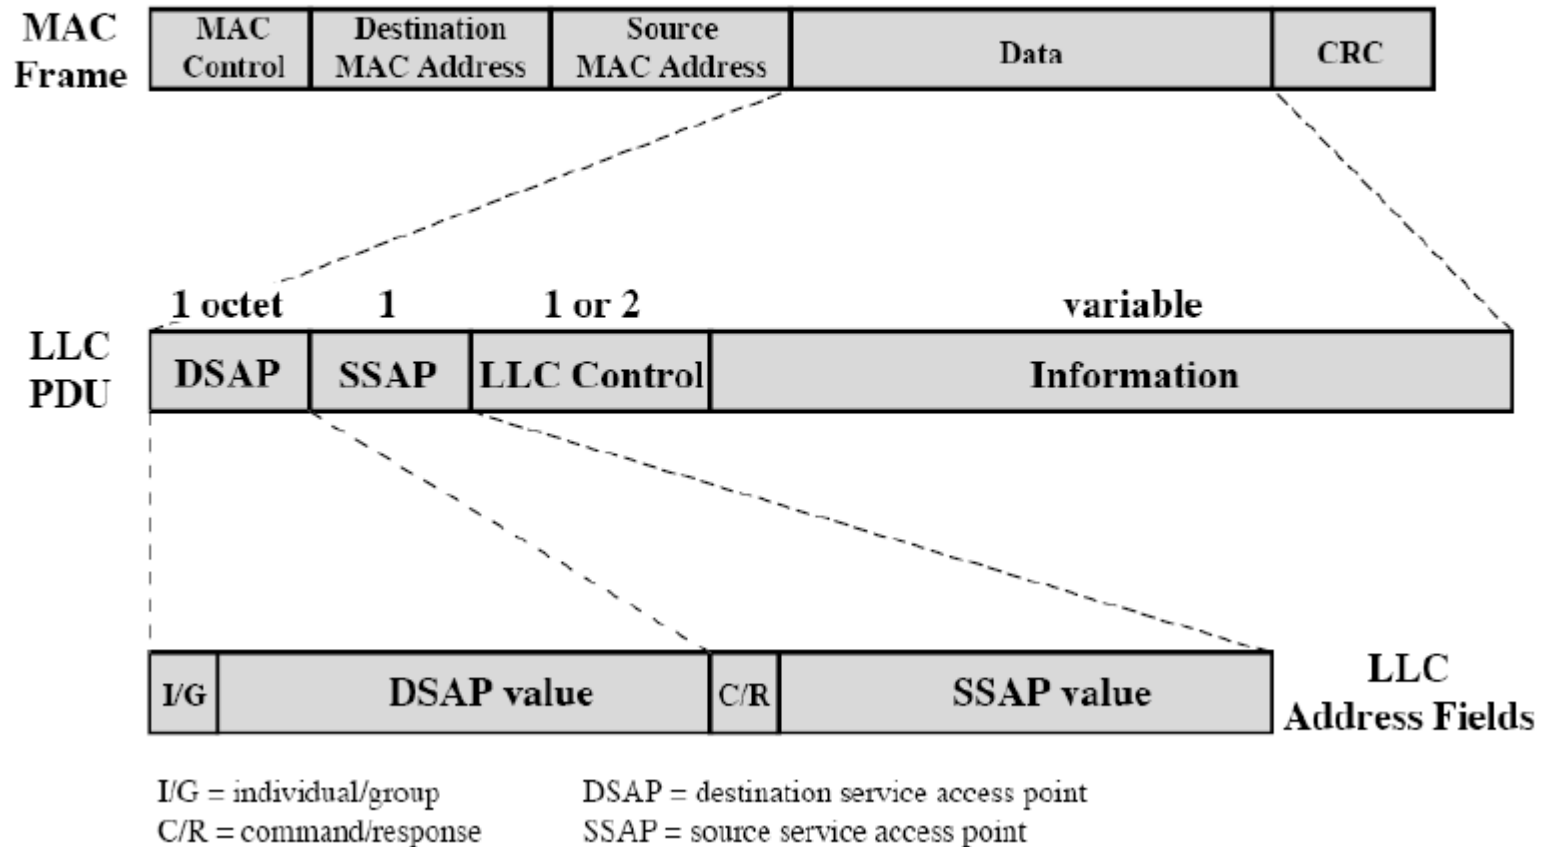 MAC Frame
MAC Control
Destination MAC Address
Source MAC Address
Data
CRC
1 octet
1
1 or 2
variable
LLC PDU
DSAP
SSAP
LLC Control
Information
I/G
DSAP value
C/R
SSAP value
LLC Address Fields
I/G = individual/group
DSAP = destination service access point
C/R = command/response
SSAP = source service access point